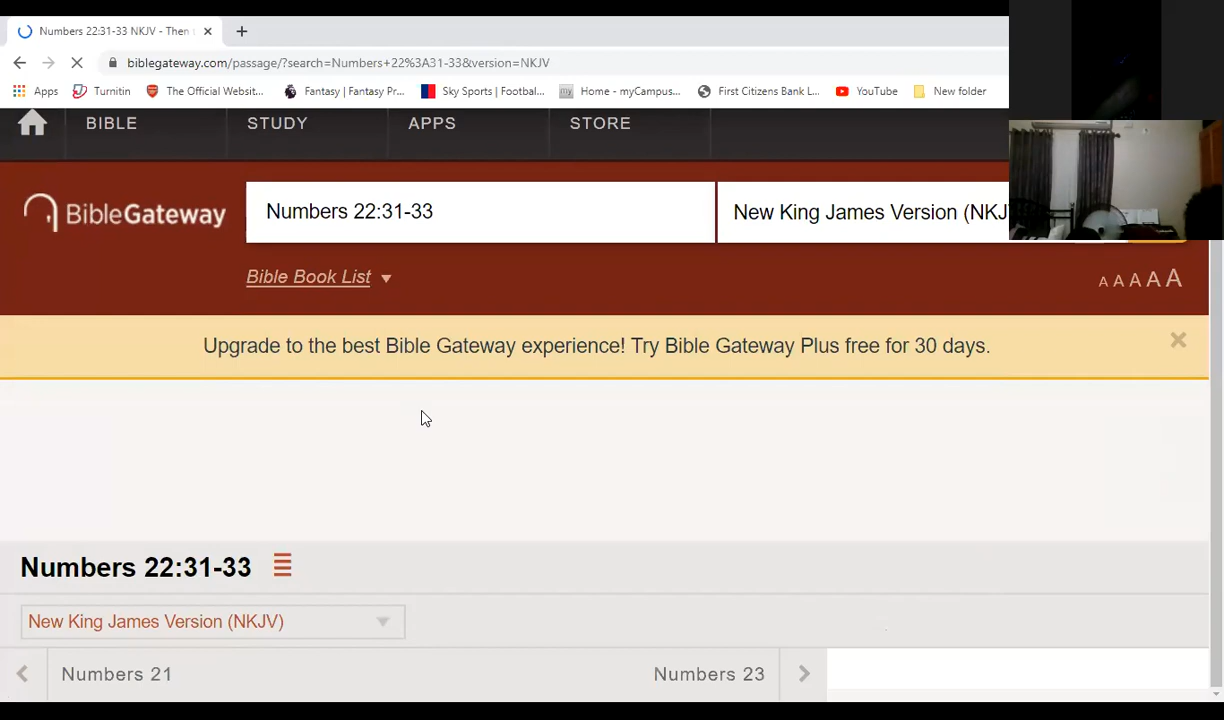 Numbers 22:31-33 NKJV - Then
biblegateway.com/passage/?search=Numbers+22%3A31-33&version=NKJV
Apps Turnitin The Official Websit... Fantasy | Fantasy Pr... Sky Sports | Footbal... Home - myCampus... First Citizens Bank L... YouTube New folder
BIBLE STUDY APPS STORE
BibleGateway Numbers 22:31-33 New King James Version (NKJ
Bible Book List A A A A A
Upgrade to the best Bible Gateway experience! Try Bible Gateway Plus free for 30 days.
Numbers 22:31-33
New King James Version (NKJV)
Numbers 21 Numbers 23